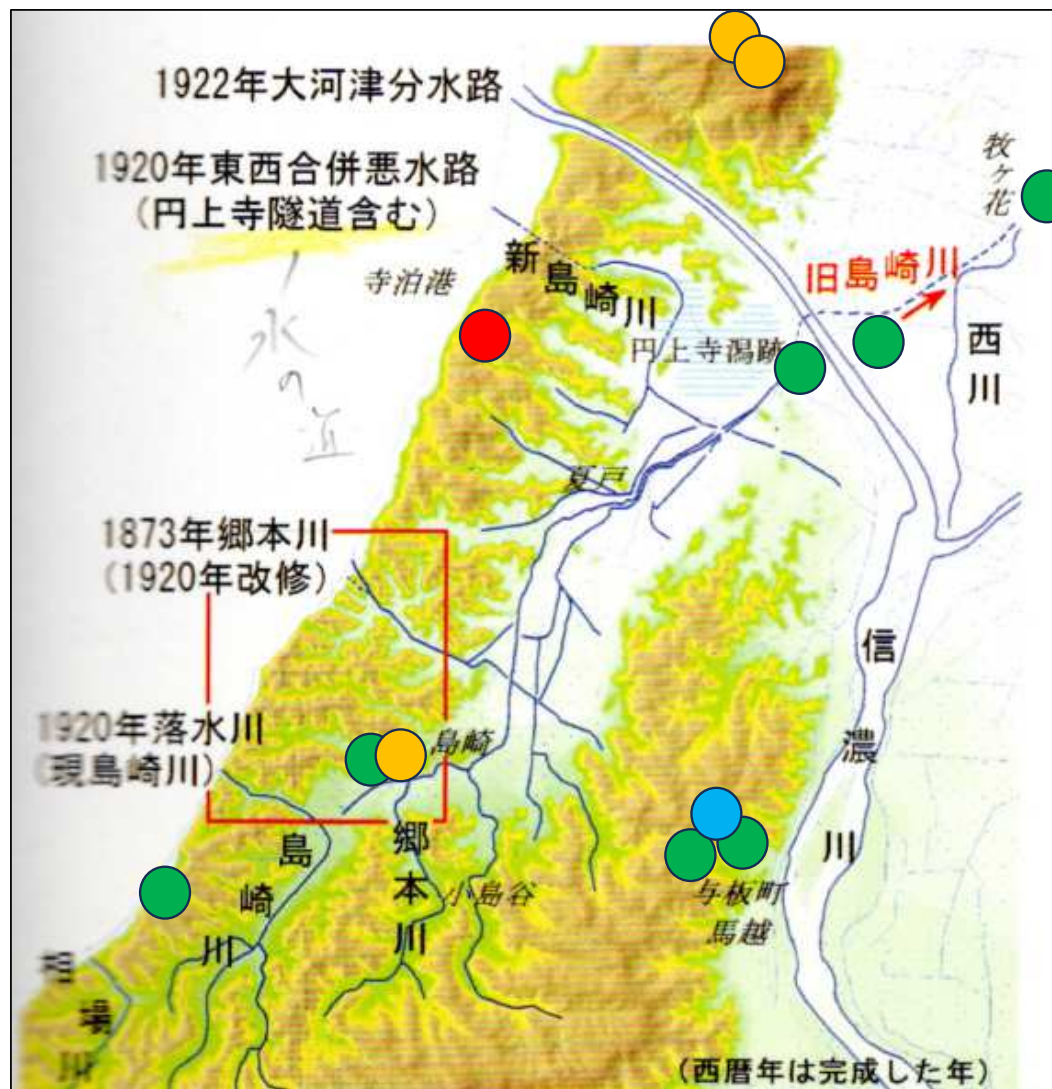 1922年大河津分水路
1920年東西合併悪水路
(円上寺隧道含む)
水の道
寺泊港
新島崎川
円上寺潟跡
旧島崎川
牧ケ花
西川
夏戸
1873年郷本川
(1920年改修)
1920年落水川
(現島崎川)
島崎
島崎川
郷本川
小島谷
信濃川
与板町
馬越
(西暦年は完成した年)